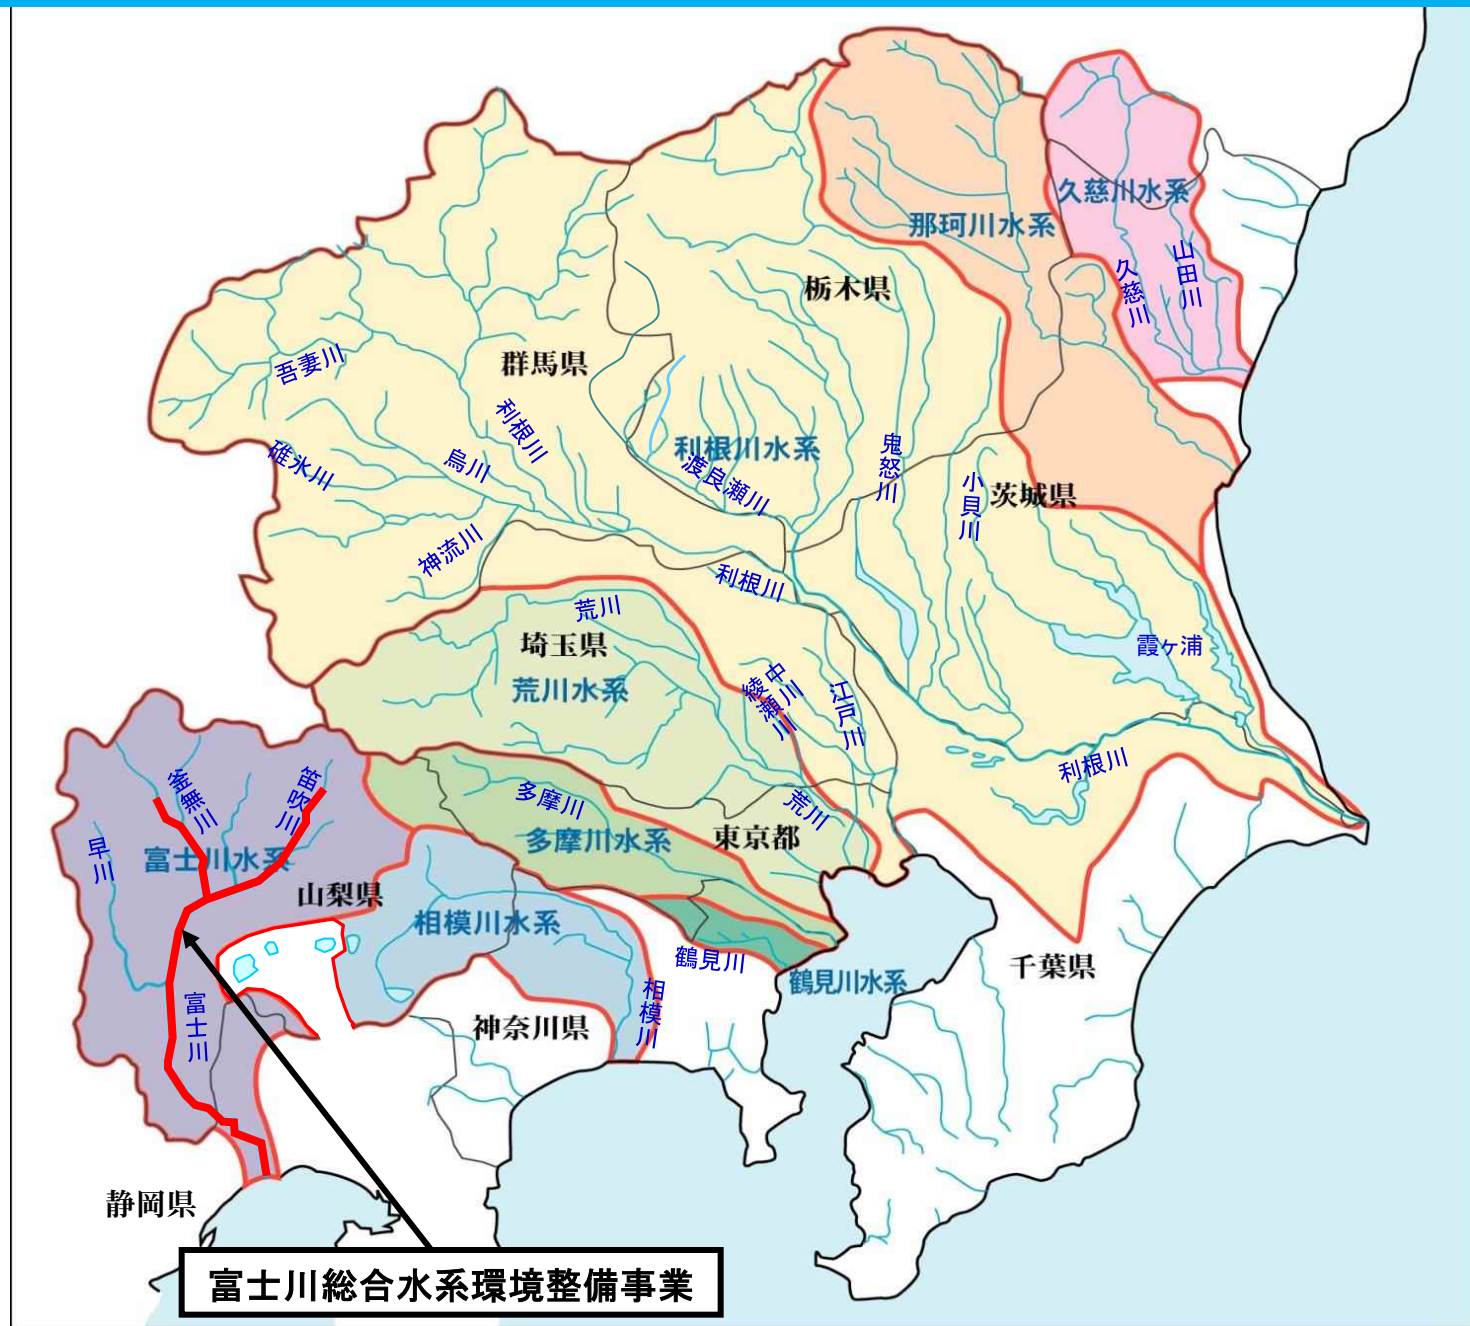 久慈川水系
那珂川水系
久慈川
山田川
栃木県
群馬県
吾妻川
利根川
利根川水系
鬼怒川
碓氷川
烏川
渡良瀬川
小貝川
茨城県
神流川
利根川
荒川
埼玉県
霞ヶ浦
荒川水系
綾瀬川
中川
江戸川
利根川
釜無川
笛吹川
多摩川
荒川
早川
富士川水系
多摩川水系
東京都
山梨県
相模川水系
鶴見川
鶴見川水系
千葉県
富士川
相模川
神奈川県
静岡県
富士川総合水系環境整備事業